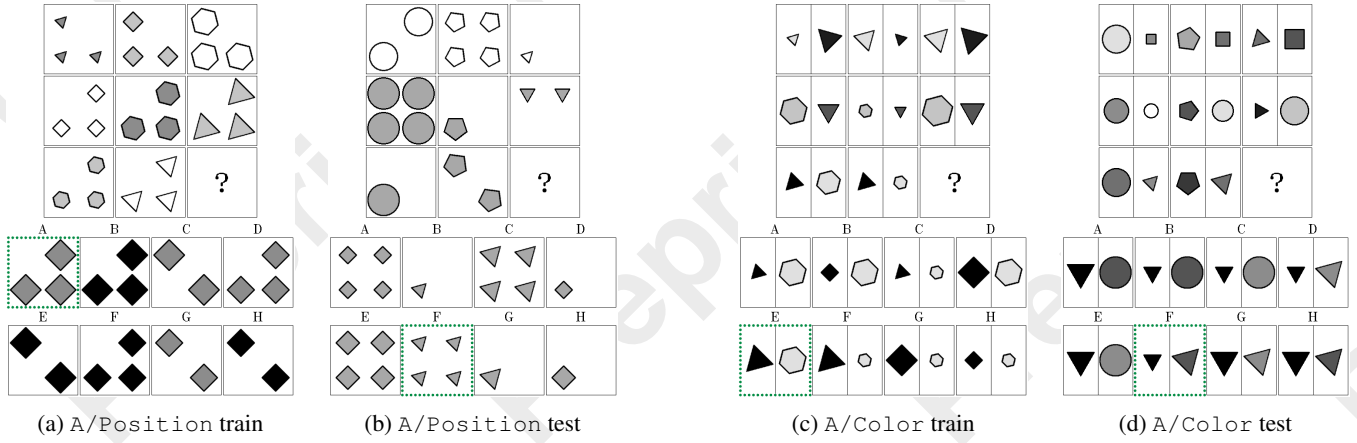 ? ? ? ?
A B C D A B C D A B C D A B C D
E F G H E F G H E F G H E F G H
(a) A/Position train (b) A/Position test (c) A/Color train (d) A/Color test